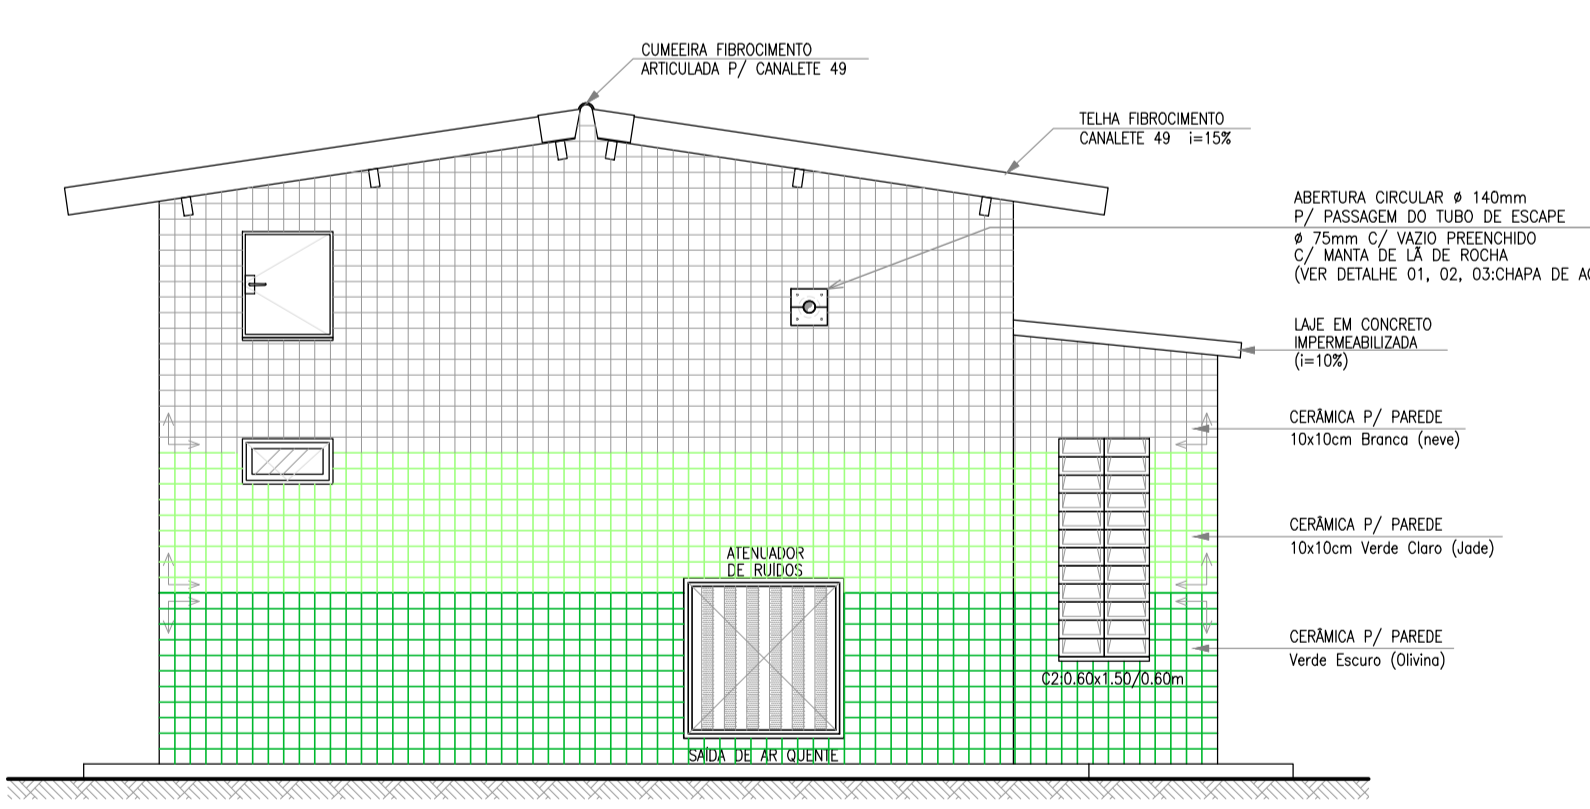 CUMEEIRA FIBROCIMENTO
ARTICULADA P/ CANALETE 49
TELHA FIBROCIMENTO
CANALETE 49 i=15%
ABERTURA CIRCULAR ø 140mm
P/ PASSAGEM DO TUBO DE ESCAPE
ø 75mm C/ VAZIO PREENCHIDO
C/ MANTA DE LÃ DE ROCHA
(VER DETALHE 01, 02, 03:CHAPA DE
LAJE EM CONCRETO
IMPERMEABILIZADA
(i=10%)
CERÂMICA P/ PAREDE
10x10cm Branca (neve)
CERÂMICA P/ PAREDE
10x10cm Verde Claro (Jade)
ATENUADOR
DE RUÍDOS
CERÂMICA P/ PAREDE
Verde Escuro (Olivina)
C2:0.60x1.50/0.60m
SAÍDA DE AR QUENTE